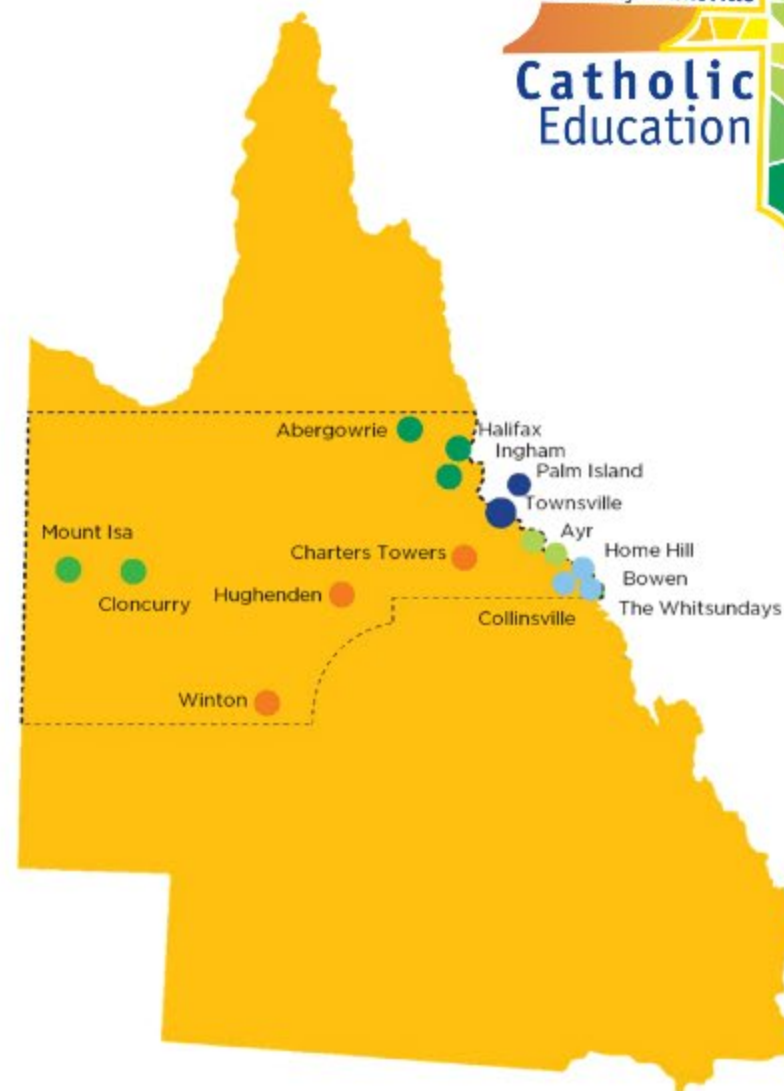 Catholic
Education
Abergowrie
Halifax
Ingham
Palm Island
Townsville
Mount Isa
Ayr
Charters Towers
Home Hill
Cloncurry
Hughenden
Bowen
The Whitsundays
Collinsville
Winton